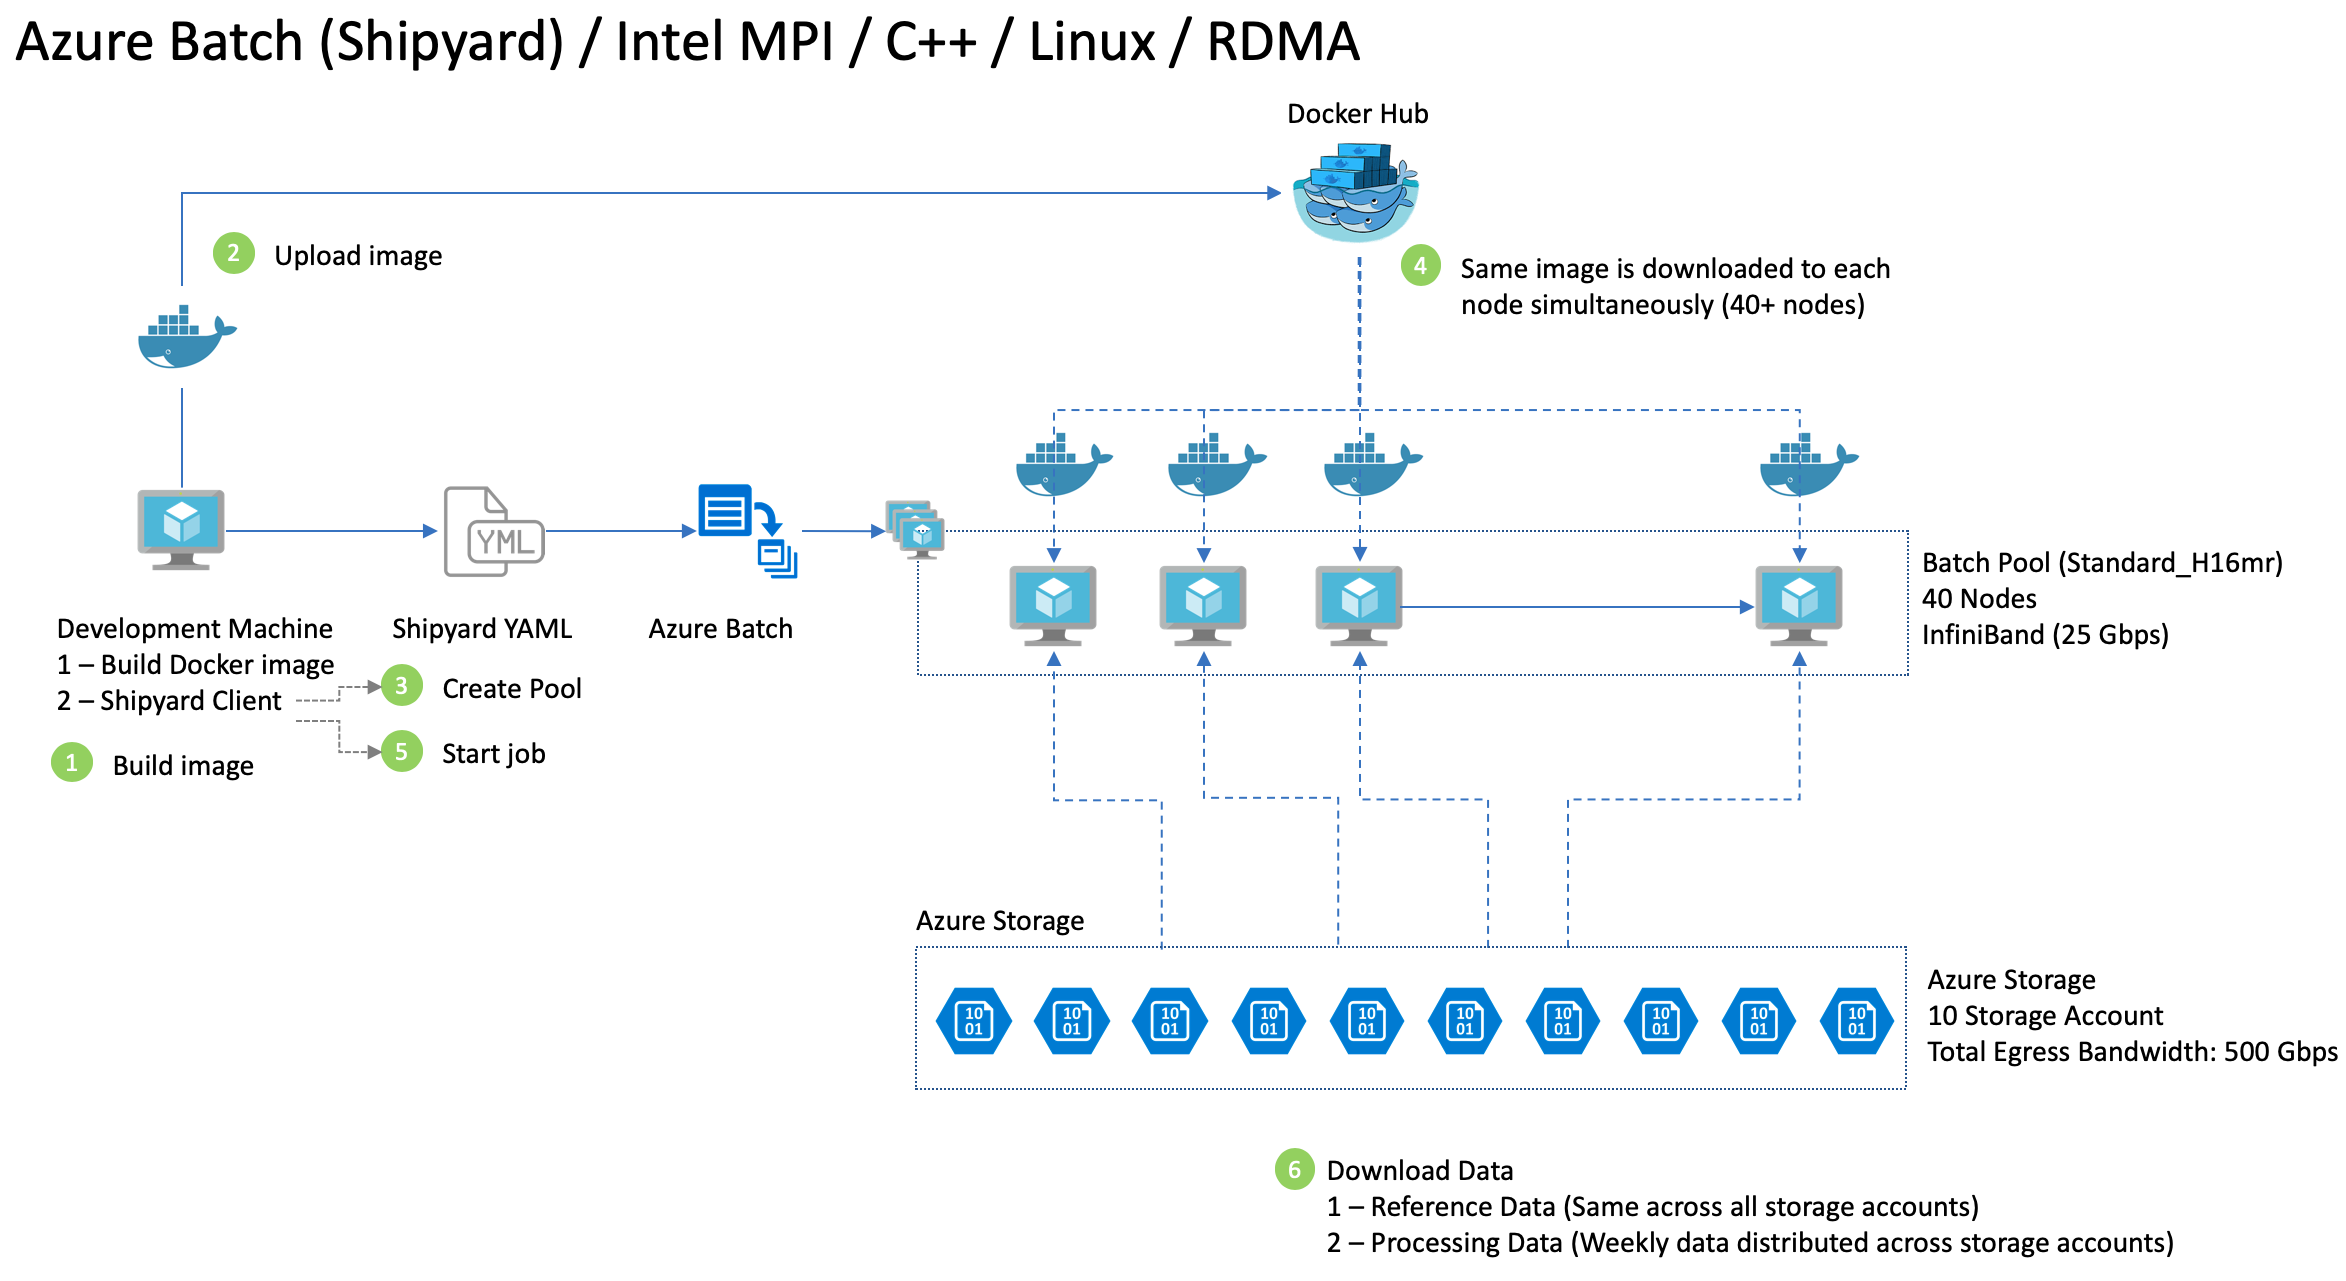 Azure Batch (Shipyard) / Intel MPI / C++ / Linux / RDMA
Docker Hub
2
Upload image
4
Same image is downloaded to each
node simultaneously (40+ nodes)
YML
Batch Pool (Standard_H16mr)
40 Nodes
InfiniBand (25 Gbps)
Development Machine
1 – Build Docker image
2 – Shipyard Client
Shipyard YAML
Azure Batch
3
Create Pool
5
Start job
1
Build image
Azure Storage
10
01
10
01
10
01
10
01
10
01
10
01
10
01
10
01
10
01
10
01
Azure Storage
10 Storage Account
Total Egress Bandwidth: 500 Gbps
6
Download Data
1 – Reference Data (Same across all storage accounts)
2 – Processing Data (Weekly data distributed across storage accounts)